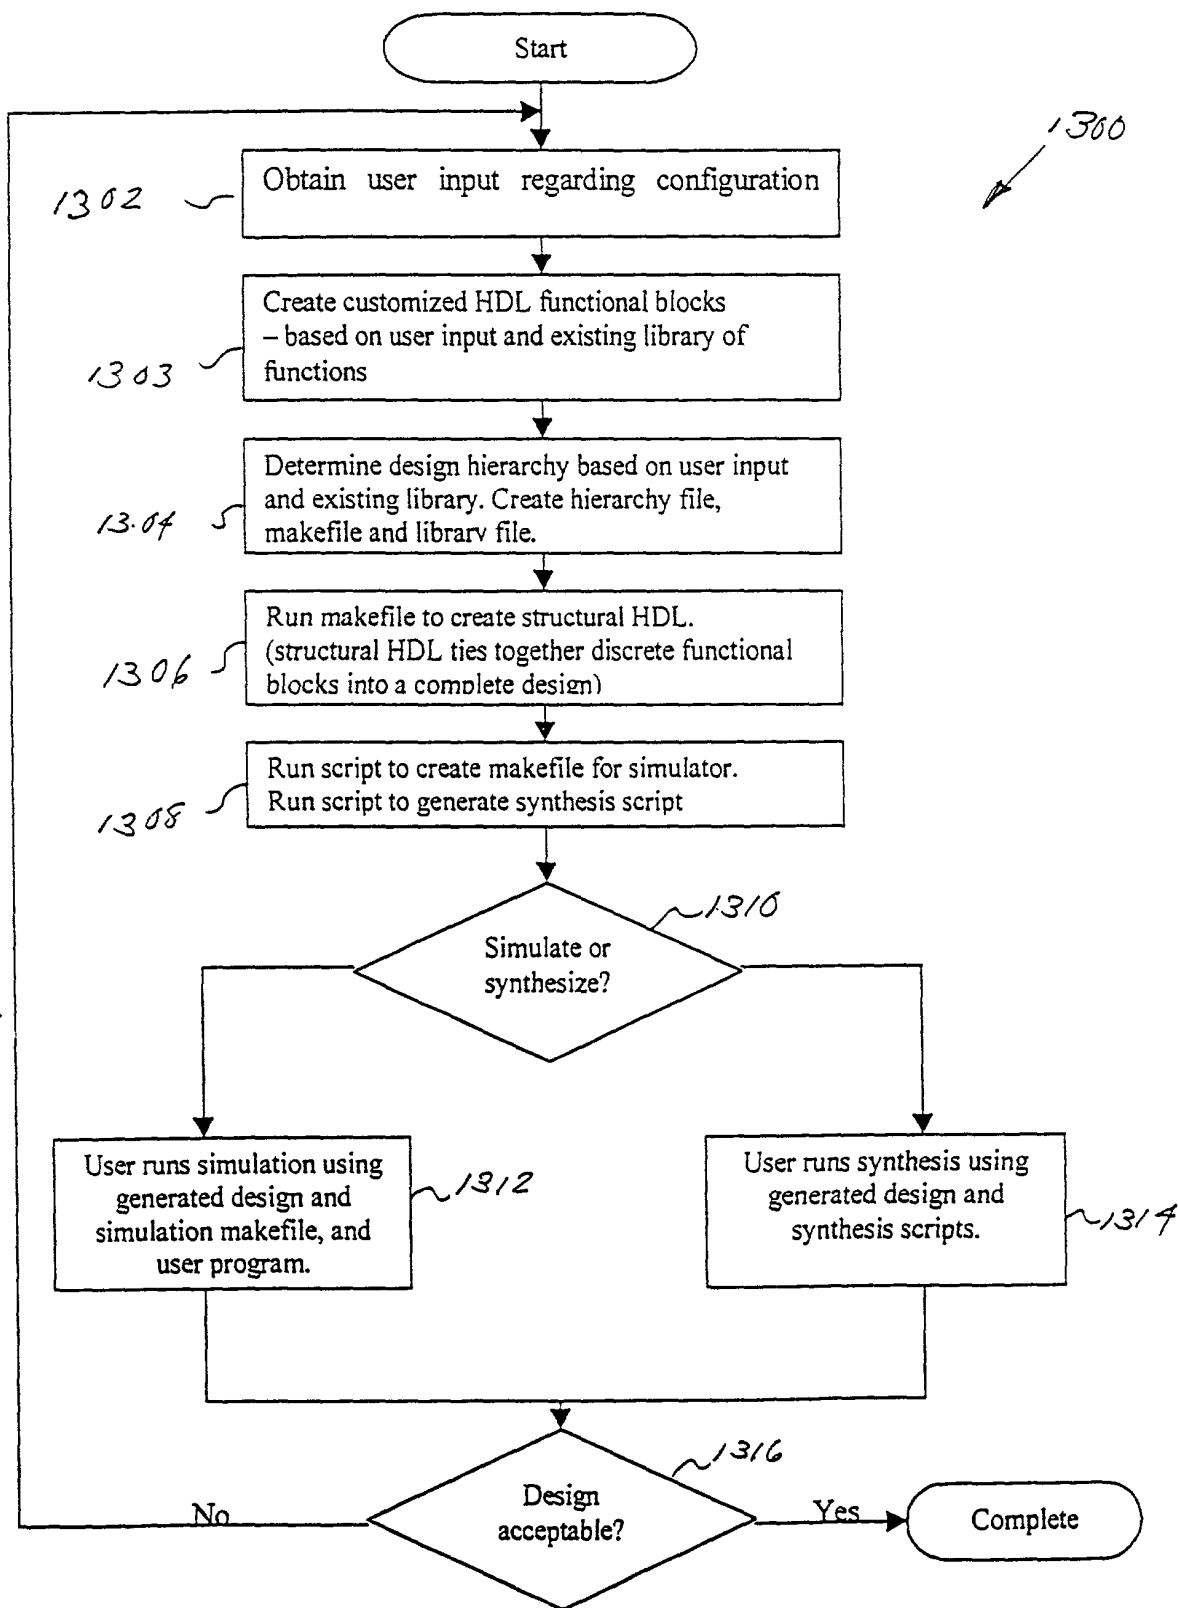 Start
1300
Obtain user input regarding configuration
1302
Create customized HDL functional blocks
– based on user input and existing library of
functions
1303
Determine design hierarchy based on user input
and existing library. Create hierarchy file,
makefile and library file.
1304
Run makefile to create structural HDL.
(structural HDL ties together discrete functional
blocks into a complete design)
1306
Run script to create makefile for simulator.
Run script to generate synthesis script
1308
1310
Simulate or
synthesize?
User runs simulation using
generated design and
simulation makefile, and
user program.
1312
User runs synthesis using
generated design and
synthesis scripts.
1314
1316
Design
acceptable?
No
Yes
Complete